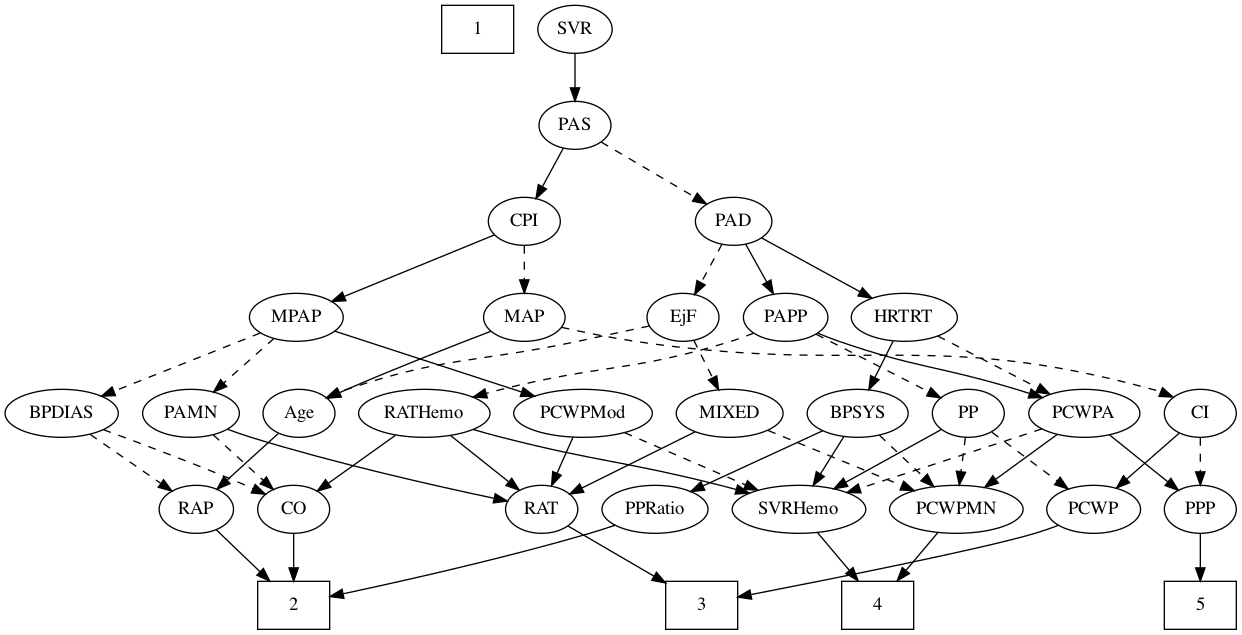 1
SVR
PAS
CPI
PAD
MPAP
MAP
EjF
PAPP
HRTRT
BPDIAS
PAMN
Age
RATHemo
PCWPMod
MIXED
BPSYS
PP
PCWPA
CI
RAP
CO
RAT
PPRatio
SVRHemo
PCWPMN
PCWP
PPP
2
3
4
5